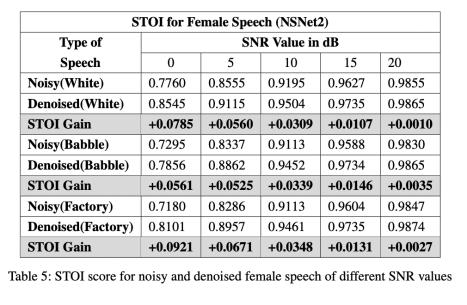 STOI for Female Speech (NSNet2)
Type of Speech SNR Value in dB
0 5 10 15 20
Noisy(White) 0.7760 0.8555 0.9195 0.9627 0.9855
Denoised(White) 0.8545 0.9115 0.9504 0.9735 0.9865
STOI Gain +0.0785 +0.0560 +0.0309 +0.0107 +0.0010
Noisy(Babble) 0.7295 0.8337 0.9113 0.9588 0.9830
Denoised(Babble) 0.7856 0.8862 0.9452 0.9734 0.9865
STOI Gain +0.0561 +0.0525 +0.0339 +0.0146 +0.0035
Noisy(Factory) 0.7180 0.8286 0.9113 0.9604 0.9847
Denoised(Factory) 0.8101 0.8957 0.9461 0.9735 0.9874
STOI Gain +0.0921 +0.0671 +0.0348 +0.0131 +0.0027
Table 5: STOI score for noisy and denoised female speech of different SNR values